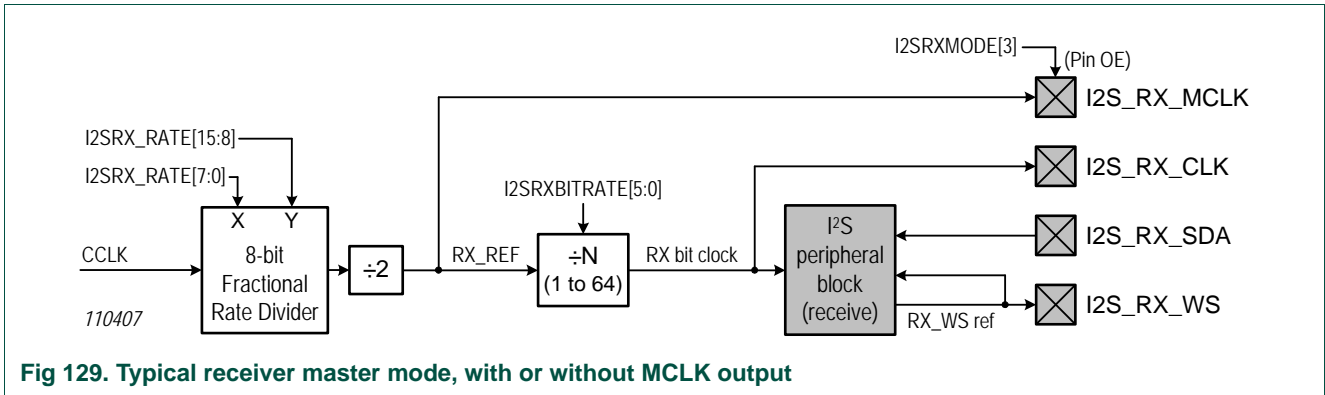 I2SRXMODE[3]
(Pin OE)
I2S_RX_MCLK
I2SRX_RATE[15:8]
I2SRX_RATE[7:0]
I2S_RX_CLK
I2SRXBITRATE[5:0]
X Y
8-bit
Fractional
Rate Divider
CCLK
÷2
RX_REF
÷N
(1 to 64)
RX bit clock
I²S
peripheral
block
(receive)
I2S_RX_SDA
RX_WS ref
I2S_RX_WS
110407
Fig 129. Typical receiver master mode, with or without MCLK output